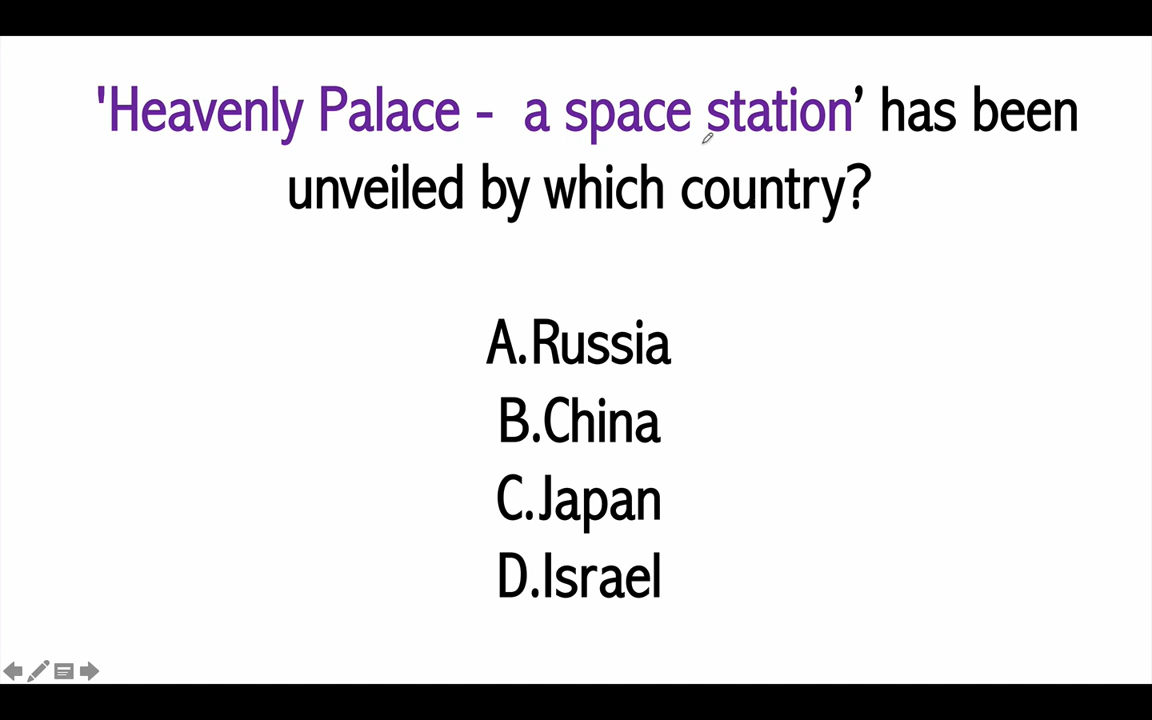 'Heavenly Palace -  a space station’ has been
unveiled by which country?
A.Russia
B.China
C.Japan
D.Israel